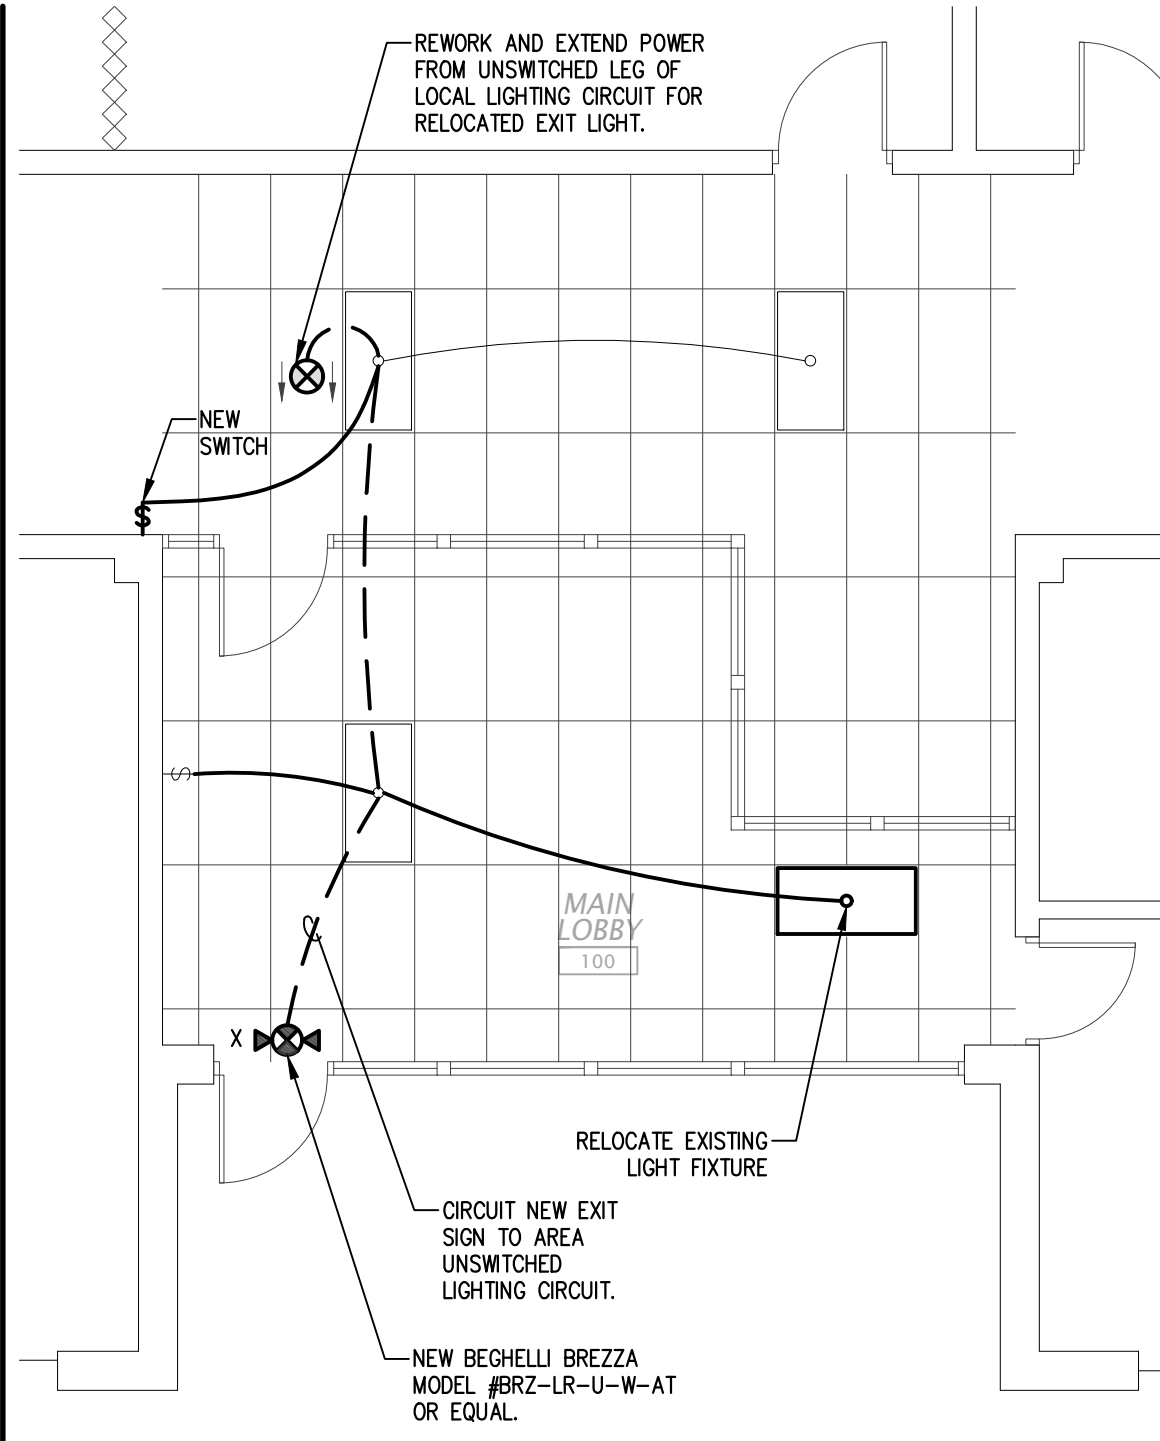 REWORK AND EXTEND POWER
FROM UNSWITCHED LEG OF
LOCAL LIGHTING CIRCUIT FOR
RELOCATED EXIT LIGHT.
NEW
SWITCH
$
S
MAIN
LOBBY
100
X
RELOCATE EXISTING
LIGHT FIXTURE
CIRCUIT NEW EXIT
SIGN TO AREA
UNSWITCHED
LIGHTING CIRCUIT.
NEW BEGHELLI BREZZA
MODEL #BRZ-LR-U-W-AT
OR EQUAL.